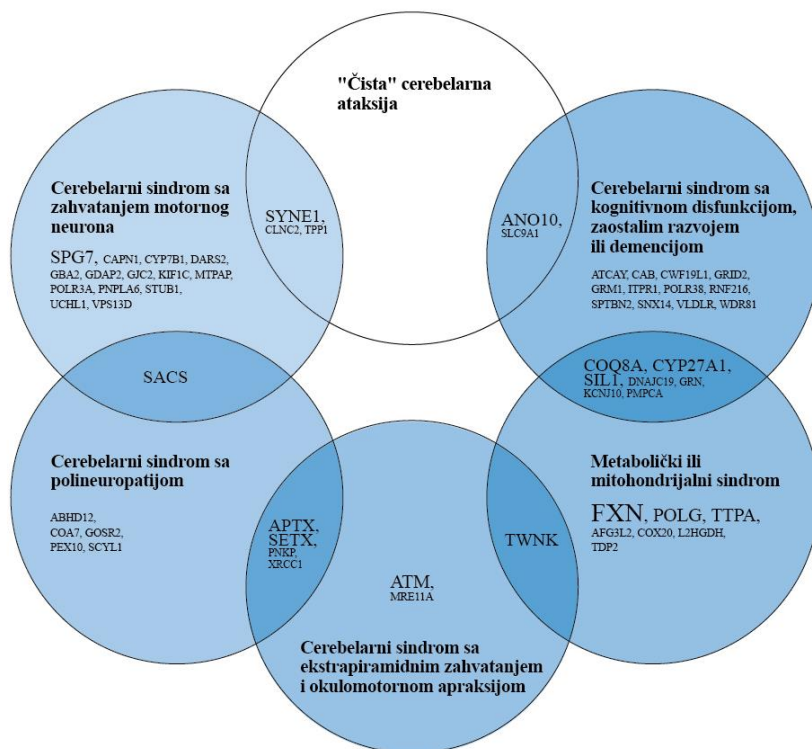 "Čista" cerebelarna
ataksija
Cerebelarni sindrom sa
zahvatanjem motornog
neurona
SPG7, CAPN1, CYP7B1, DARS2,
GBA2, GDAP2, GJC2, KIF1C, MTPAP,
POLR3A, PNPLA6, STUB1,
UCHL1, VPS13D
SYNE1,
CLNC2, TPP1
ANO10,
SLC9A1
Cerebelarni sindrom sa
kognitivnom disfunkcijom,
zaostalim razvojem
ili demencijom
ATCAY, CAB, CWF19L1, GRID2,
GRM1, ITPR1, POLR38, RNF216,
SPTBN2, SNX14, VLDLR, WDR81
SACS
COQ8A, CYP27A1,
SIL1, DNAJC19, GRN,
KCNJ10, PMPCA
Cerebelarni sindrom sa
polineuropatijom
ABHD12,
COA7, GOSR2,
PEX10, SCYL1
APTX,
SETX,
PNKP,
XRCC1
ATM,
MRE11A
Cerebelarni sindrom sa
ekstrapiramidnim zahvatanjem
i okulomotornom apraksijom
TWNK
Metabolički ili
mitohondrijalni sindrom
FXN, POLG, TTPA,
AFG3L2, COX20, L2HGDH,
TDP2